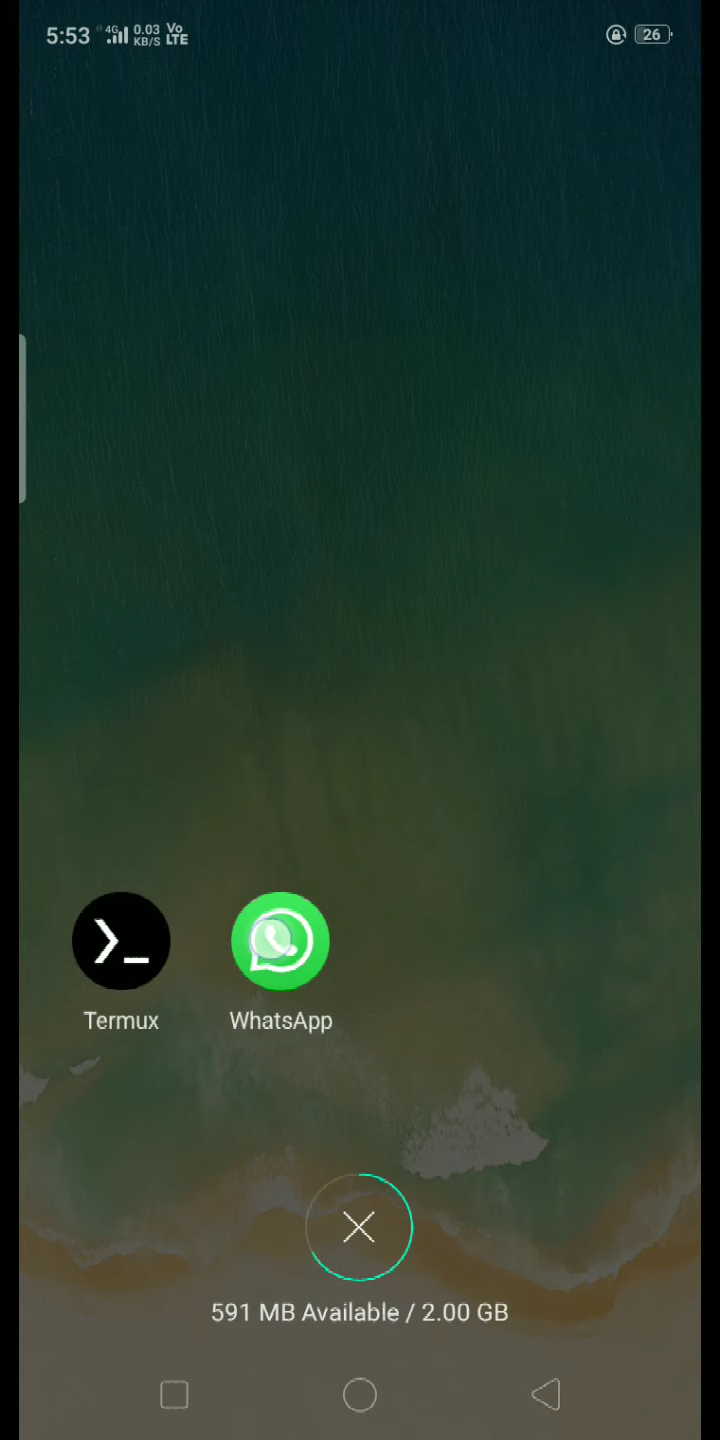 5:53 4G 0.03 KB/S Vo LTE 26
Termux WhatsApp
591 MB Available / 2.00 GB